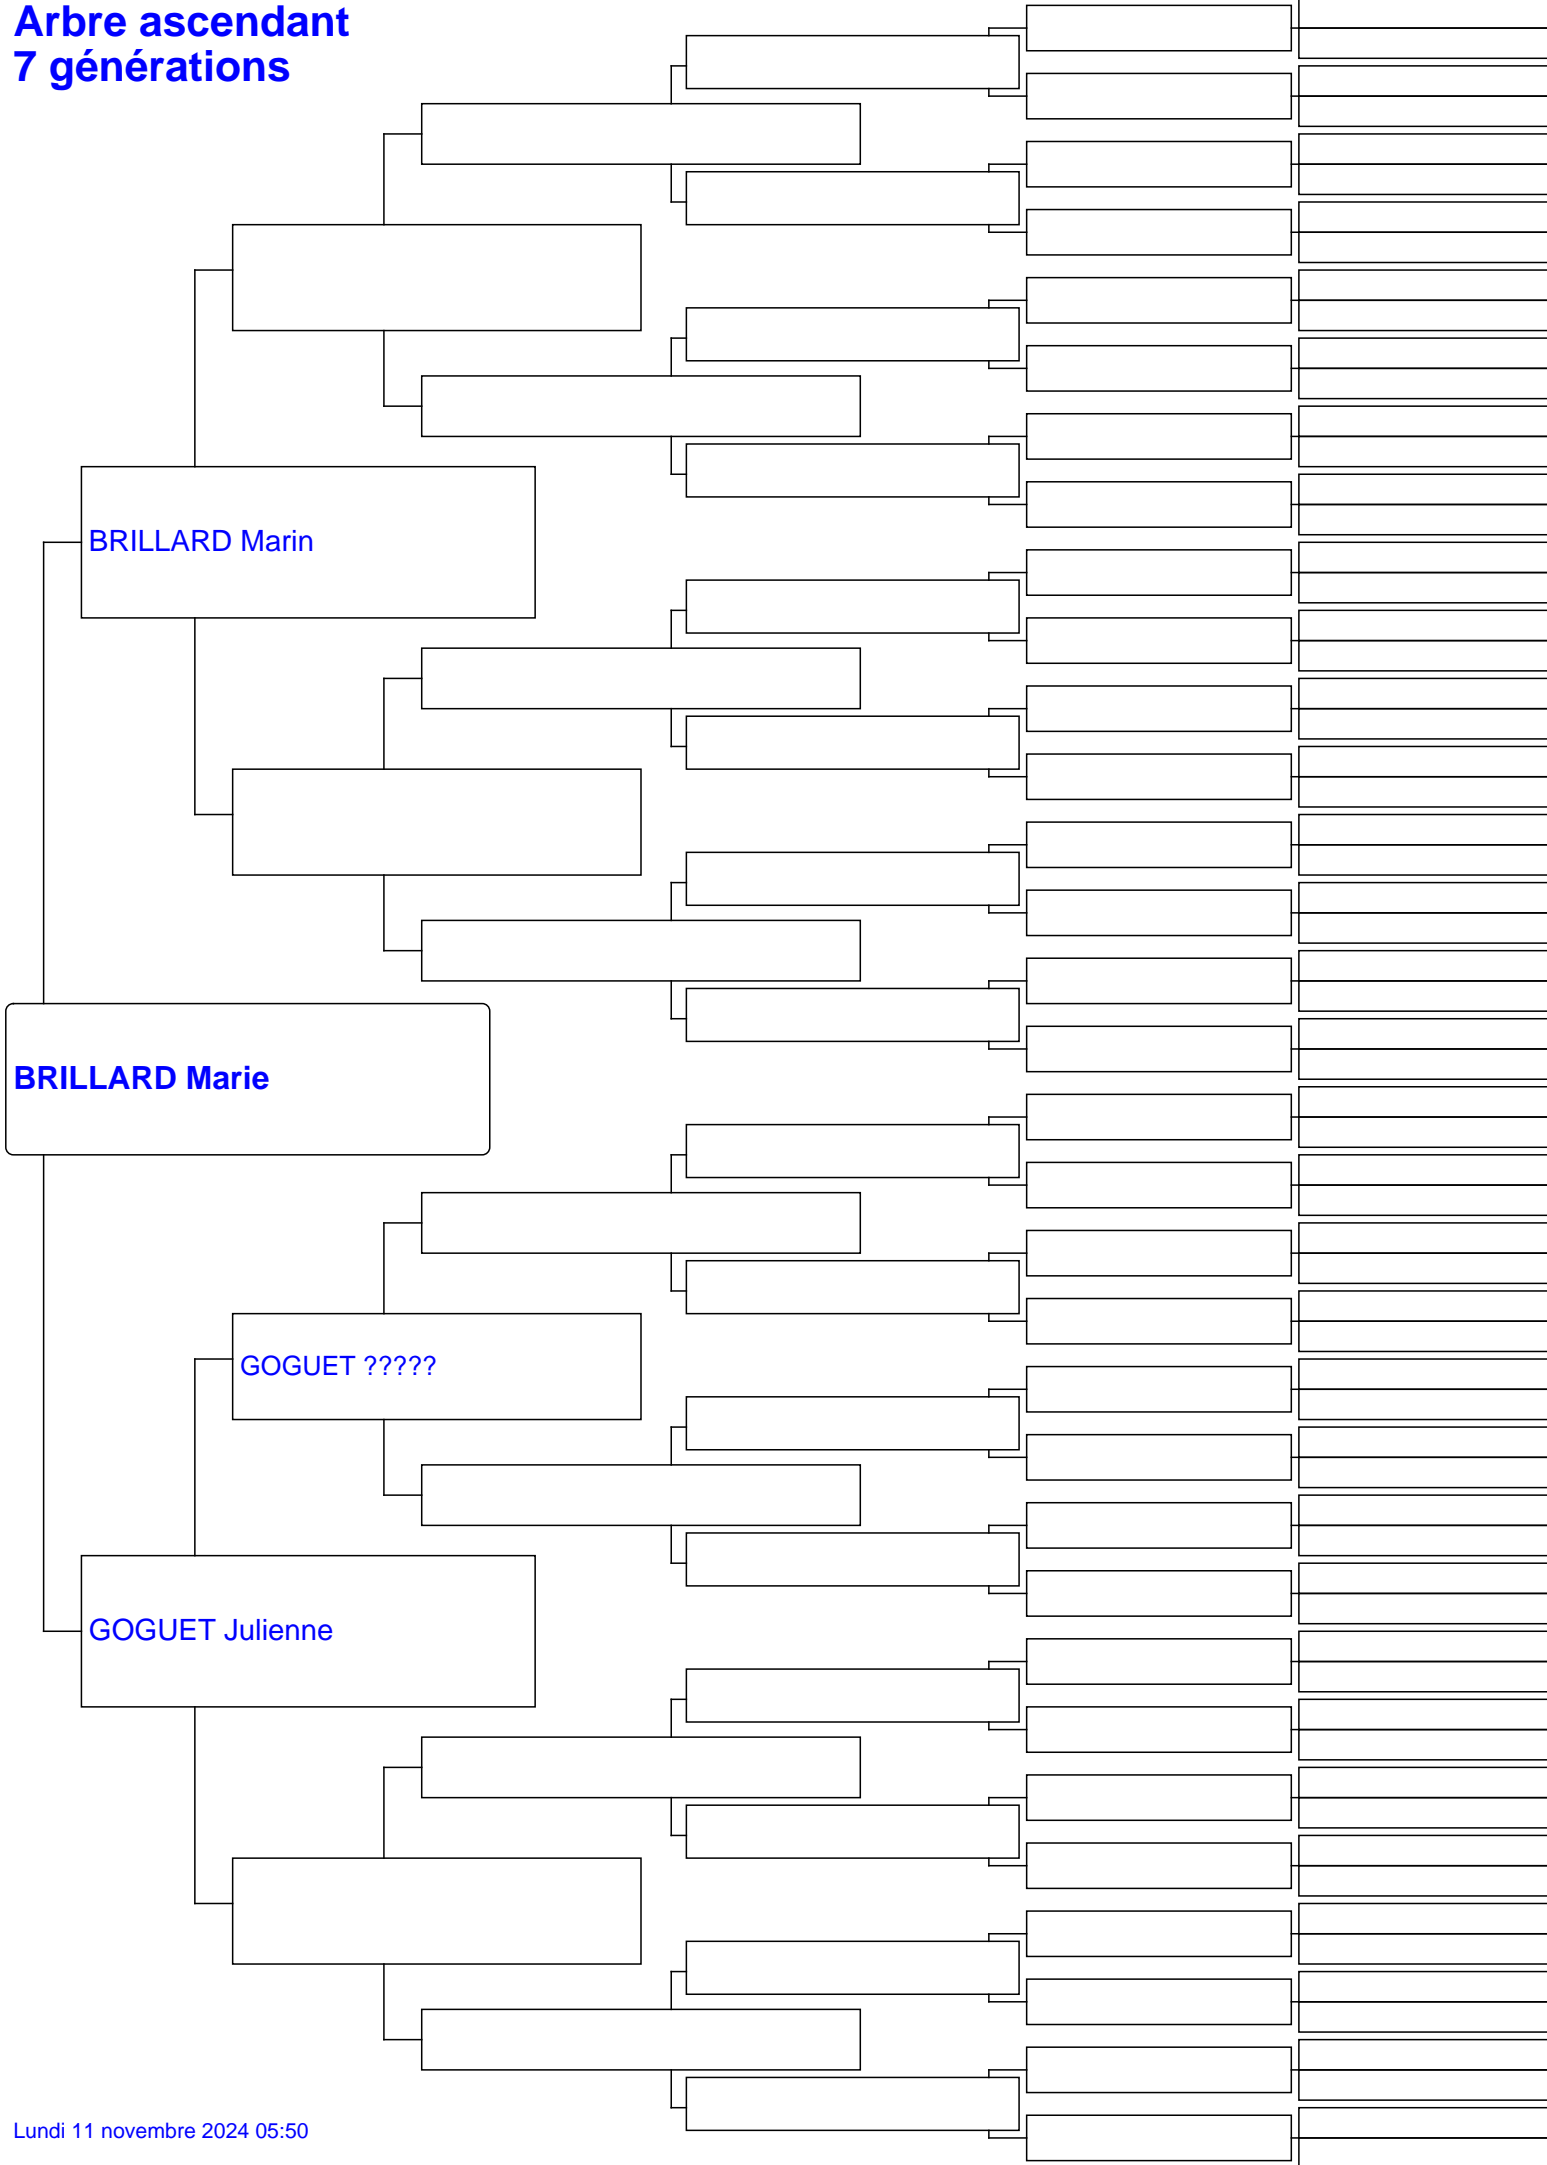 Arbre ascendant
7 générations
BRILLARD Marin
BRILLARD Marie
GOGUET ?????
GOGUET Julienne
Lundi 11 novembre 2024 05:50